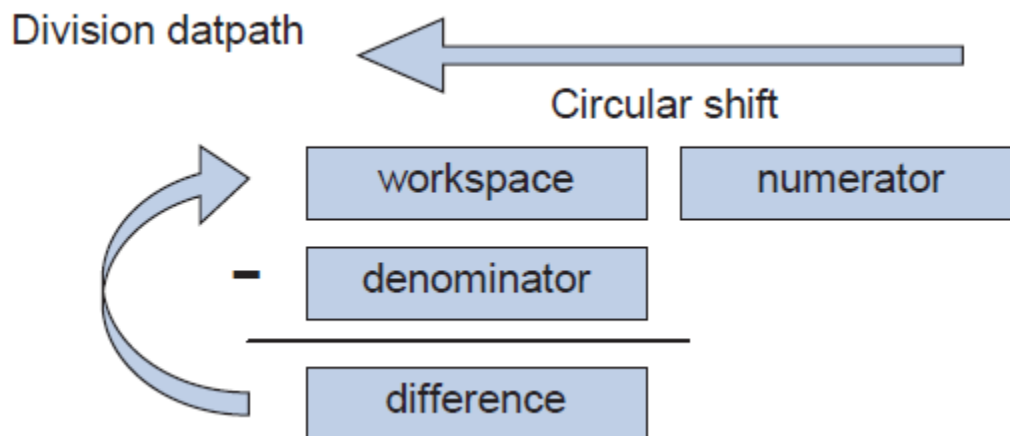 Division datpath
Circular shift
workspace numerator
- denominator
difference